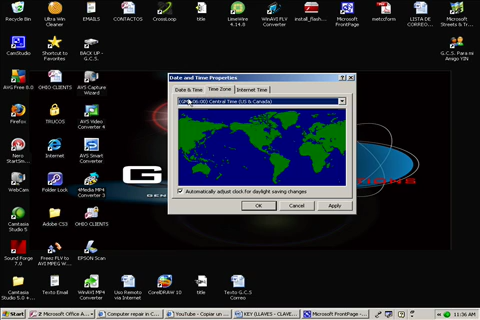 Recycle Bin
Ultra Win Cleaner
EMAILS
CONTACTOS
CrossLoop
title
LimeWire 4.14.8
WinAVI FLV Converter
install_flash...
Microsoft FrontPage
metccform
LISTA DE CORREO...
Microsoft Streets & Tr...
CamStudio
Shortcut to Favorites
BACK UP - G.C.S.
G.C.S. Para mi Amigo YIN
Date and Time Properties
Date & Time
Time Zone
Internet Time
(GMT-06:00) Central Time (US & Canada)
AVG Free 8.0
OHIO CLIENTS
AVS Capture Wizard
Firefox
TRUCOS
AVS Video Converter 4
Nero StartSm...
Internet
AVS Smart Converter
WebCam
Folder Lock
4Media MP4 Converter 3
Automatically adjust clock for daylight saving changes
OK
Cancel
Apply
Camtasia Studio 5
Adobe CS3
OHIO CLIENTS
Sound Forge 7.0
Freez FLV to AVI MPEG W...
EPSON Scan
Camtasia Studio 5.0 + ...
Texto Email
WinAVI MP4 Converter
Uso Remoto via Internet
CorelDRAW 10
title
Texto G.C.S Correo
Start
2 Microsoft Office A...
Computer repair in C...
YouTube - Copiar un ...
KEY (LLAVES - CLAVE...
Microsoft FrontPage -...
11:36 AM